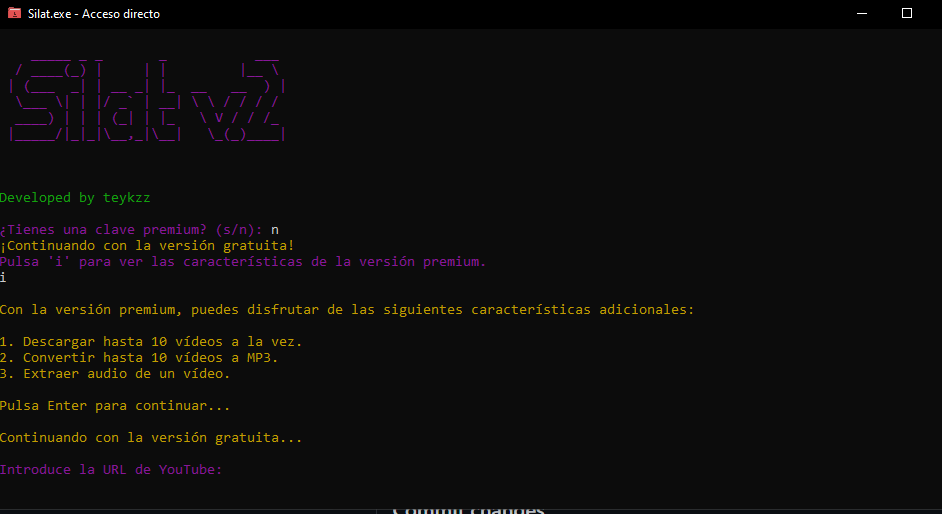 Silat.exe - Acceso directo
Silat v2.
Developed by teykzz
¿Tienes una clave premium? (s/n): n
¡Continuando con la versión gratuita!
Pulsa 'i' para ver las características de la versión premium.
i
Con la versión premium, puedes disfrutar de las siguientes características adicionales:
1. Descargar hasta 10 vídeos a la vez.
2. Convertir hasta 10 vídeos a MP3.
3. Extraer audio de un vídeo.
Pulsa Enter para continuar...
Continuando con la versión gratuita...
Introduce la URL de YouTube:
Commit changes